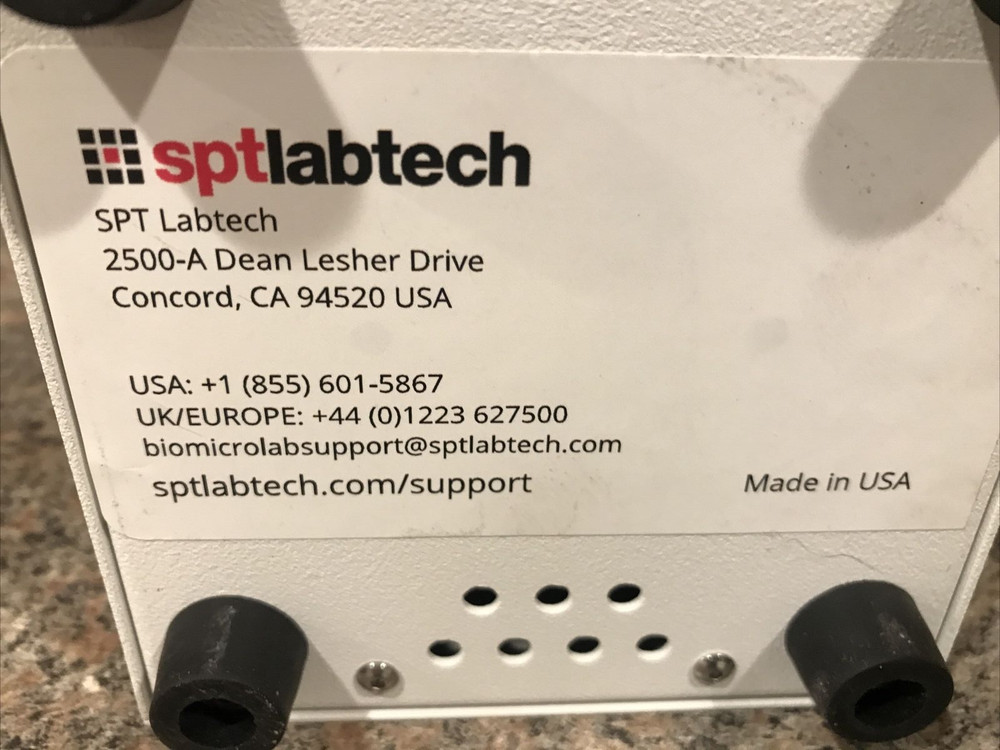 sptlabtech
SPT Labtech
2500-A Dean Lesher Drive
Concord, CA 94520 USA
USA: +1 (855) 601-5867
UK/EUROPE: +44 (0)1223 627500
biomicrolabsupport@sptlabtech.com
sptlabtech.com/support
Made in USA